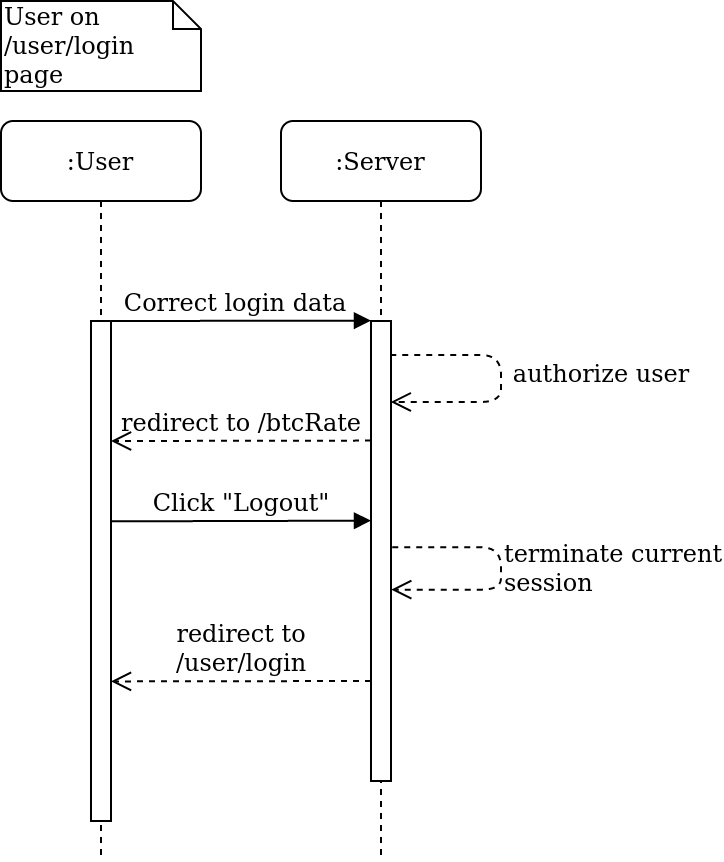 User on
/user/login
page
:User
:Server
Correct login data
authorize user
redirect to /btcRate
Click "Logout"
terminate current
session
redirect to
/user/login